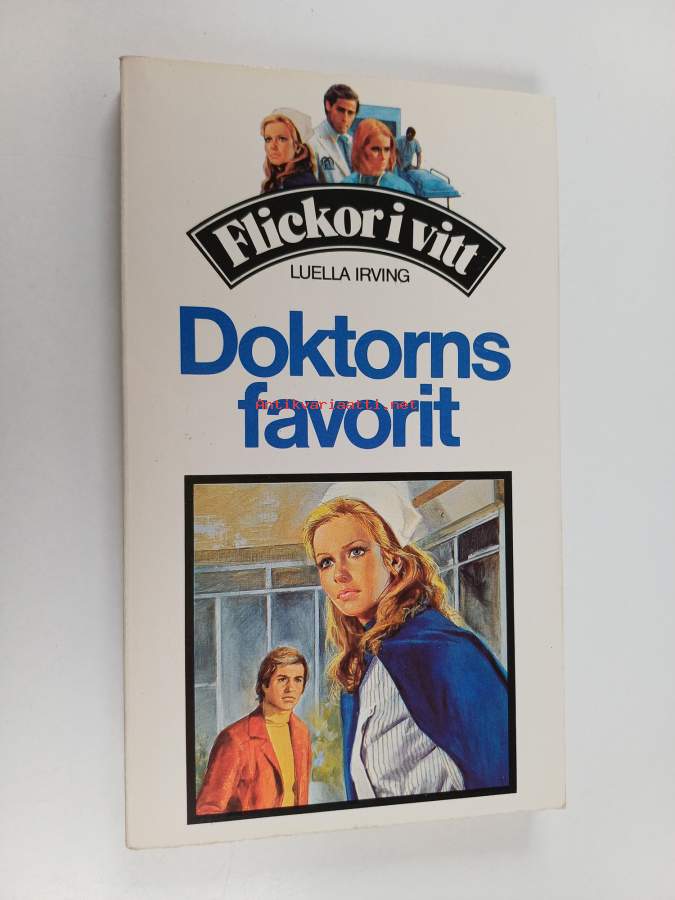 Flickor i vitt
LUELLA IRVING
Doktorns
Antikvariaatti.net
favorit